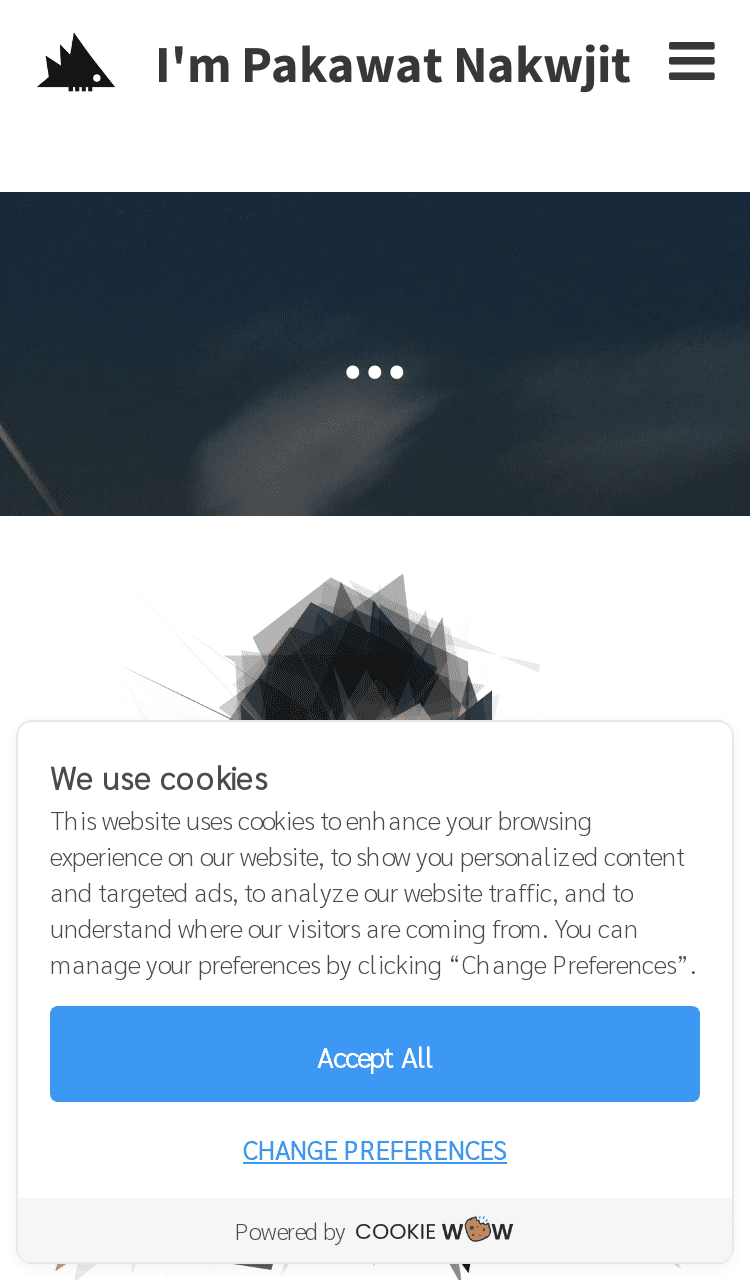 I'm Pakawat Nakwjit
We use cookies
This website uses cookies to enhance your browsing
experience on our website, to show you personalized content
and targeted ads, to analyze our website traffic, and to
understand where our visitors are coming from. You can
manage your preferences by clicking “Change Preferences”.
Accept All
CHANGE PREFERENCES
Powered by COOKIE WOW